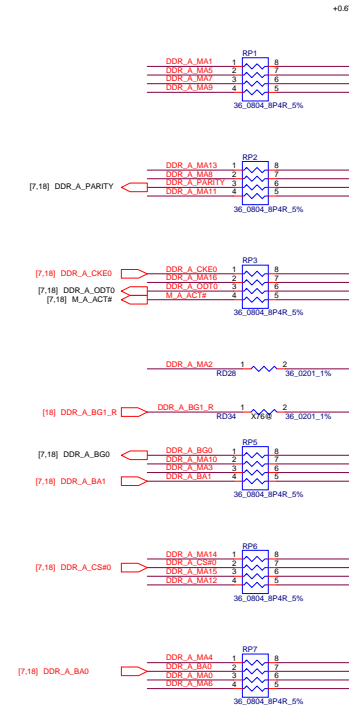 +0.6
RP1
DDR_A_MA1 1 8
DDR_A_MA5 2 7
DDR_A_MA7 3 6
DDR_A_MA9 4 5
36_0804_8P4R_5%
RP2
DDR_A_MA13 1 8
DDR_A_MA8 2 7
[7,18] DDR_A_PARITY DDR_A_PARITY 3 6
DDR_A_MA11 4 5
36_0804_8P4R_5%
RP3
[7,18] DDR_A_CKE0 DDR_A_CKE0 1 8
DDR_A_MA16 2 7
[7,18] DDR_A_ODT0 DDR_A_ODT0 3 6
[7,18] M_A_ACT# M_A_ACT# 4 5
36_0804_8P4R_5%
DDR_A_MA2 1 2
RD28 36_0201_1%
[18] DDR_A_BG1_R DDR_A_BG1_R 1 2
RD34 X76@ 36_0201_1%
RP5
[7,18] DDR_A_BG0 DDR_A_BG0 1 8
DDR_A_MA10 2 7
DDR_A_MA3 3 6
[7,18] DDR_A_BA1 DDR_A_BA1 4 5
36_0804_8P4R_5%
RP6
DDR_A_MA14 1 8
[7,18] DDR_A_CS#0 DDR_A_CS#0 2 7
DDR_A_MA15 3 6
DDR_A_MA12 4 5
36_0804_8P4R_5%
RP7
DDR_A_MA4 1 8
[7,18] DDR_A_BA0 DDR_A_BA0 2 7
DDR_A_MA0 3 6
DDR_A_MA6 4 5
36_0804_8P4R_5%